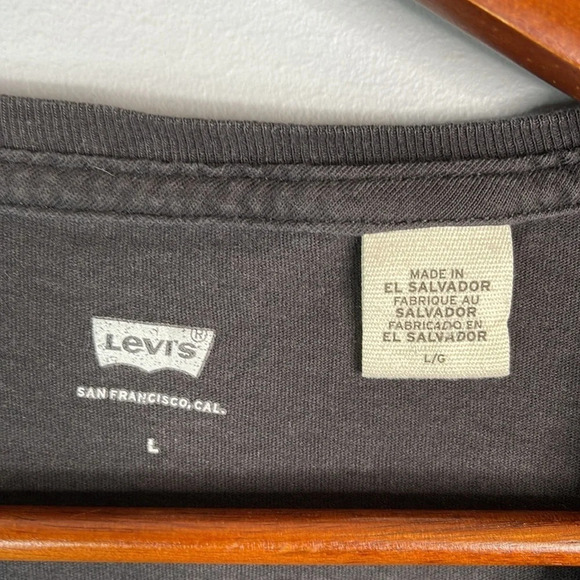 Levi's®
SAN FRANCISCO, CAL.
L
MADE IN
EL SALVADOR
FABRIQUE AU
SALVADOR
FABRICADO EN
EL SALVADOR
L/G